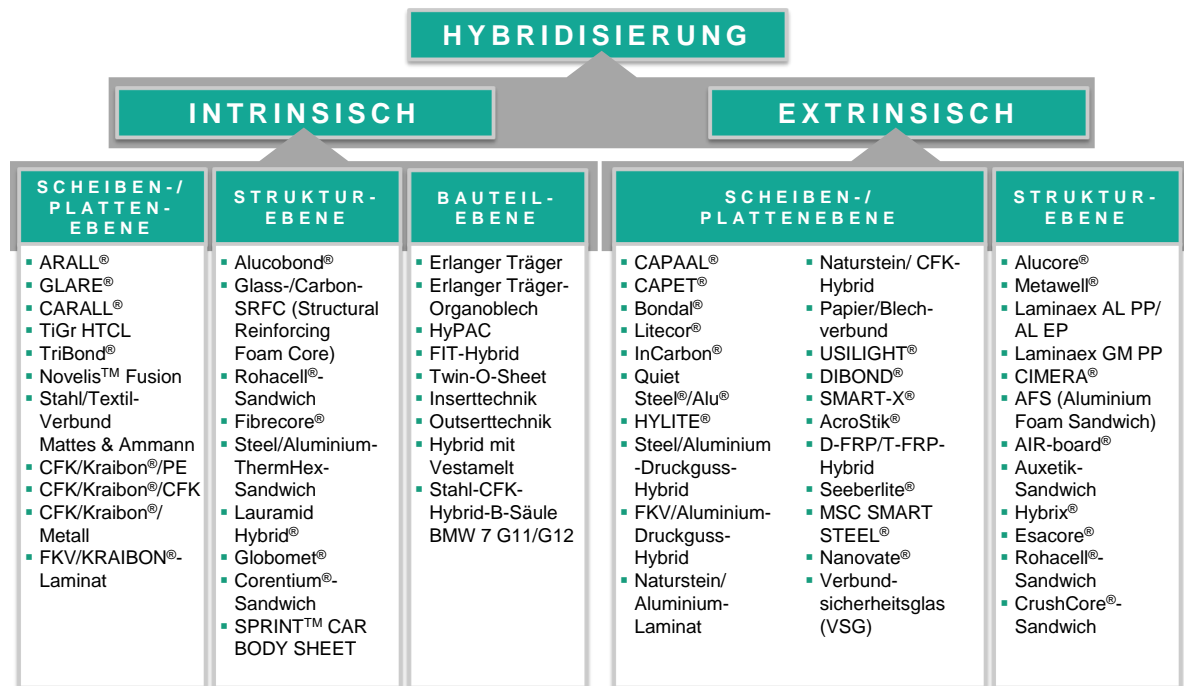 HYBRIDISIERUNG
INTRINSISCH
EXTRINSISCH
SCHEIBEN-/
PLATTEN-
EBENE
▪ ARALL®
▪ GLARE®
▪ CARALL®
▪ TiGr HTCL
▪ TriBond®
▪ Novelis™ Fusion
▪ Stahl/Textil-
Verbund
Mattes & Ammann
▪ CFK/Kraibon®/PE
▪ CFK/Kraibon®/CFK
▪ CFK/Kraibon®/
Metall
▪ FKV/KRAIBON®-
Laminat
STRUKTUR-
EBENE
▪ Alucobond®
▪ Glass-/Carbon-
SRFC (Structural
Reinforcing
Foam Core)
▪ Rohacell®-
Sandwich
▪ Fibrecore®
▪ Steel/Aluminium-
ThermHex-
Sandwich
▪ Lauramid
Hybrid®
▪ Globomet®
▪ Corentium®-
Sandwich
▪ SPRINT™ CAR
BODY SHEET
BAUTEIL-
EBENE
▪ Erlanger Träger
▪ Erlanger Träger-
Organoblech
▪ HyPAC
▪ FIT-Hybrid
▪ Twin-O-Sheet
▪ Inserttechnik
▪ Outserttechnik
▪ Hybrid mit
Vestamelt
▪ Stahl-CFK-
Hybrid-B-Säule
BMW 7 G11/G12
SCHEIBEN-/
PLATTENEBENE
▪ CAPAAL®
▪ CAPET®
▪ Bondal®
▪ Litecor®
▪ InCarbon®
▪ Quiet
Steel®/Alu®
▪ HYLITE®
▪ Steel/Aluminium
-Druckguss-
Hybrid
▪ FKV/Aluminium-
Druckguss-
Hybrid
▪ Naturstein/
Aluminium-
Laminat
▪ Naturstein/ CFK-
Hybrid
▪ Papier/Blech-
verbund
▪ USILIGHT®
▪ DIBOND®
▪ SMART-X®
▪ AcroStik®
▪ D-FRP/T-FRP-
Hybrid
▪ Seeberlite®
▪ MSC SMART
STEEL®
▪ Nanovate®
▪ Verbund-
sicherheitsglas
(VSG)
STRUKTUR-
EBENE
▪ Alucore®
▪ Metawell®
▪ Laminaex AL PP/
AL EP
▪ Laminaex GM PP
▪ CIMERA®
▪ AFS (Aluminium
Foam Sandwich)
▪ AIR-board®
▪ Auxetik-
Sandwich
▪ Hybrix®
▪ Esacore®
▪ Rohacell®-
Sandwich
▪ CrushCore®-
Sandwich